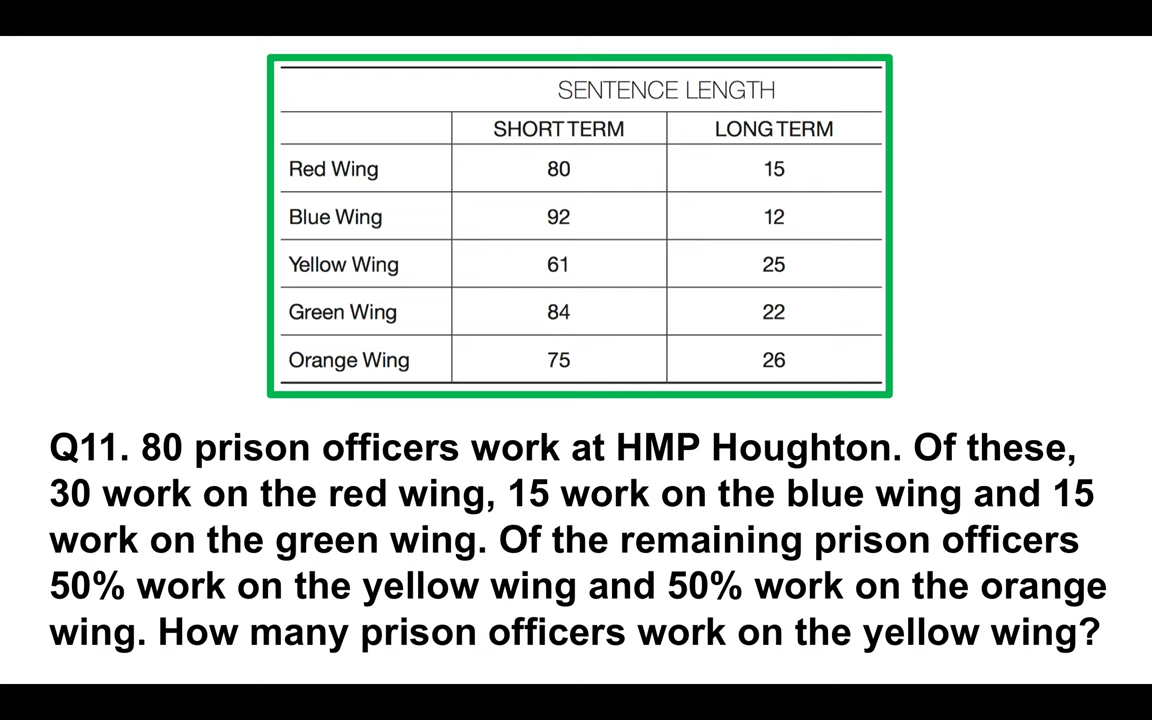 SENTENCE LENGTH
SHORT TERM LONG TERM
Red Wing 80 15
Blue Wing 92 12
Yellow Wing 61 25
Green Wing 84 22
Orange Wing 75 26
Q11. 80 prison officers work at HMP Houghton. Of these,
30 work on the red wing, 15 work on the blue wing and 15
work on the green wing. Of the remaining prison officers
50% work on the yellow wing and 50% work on the orange
wing. How many prison officers work on the yellow wing?